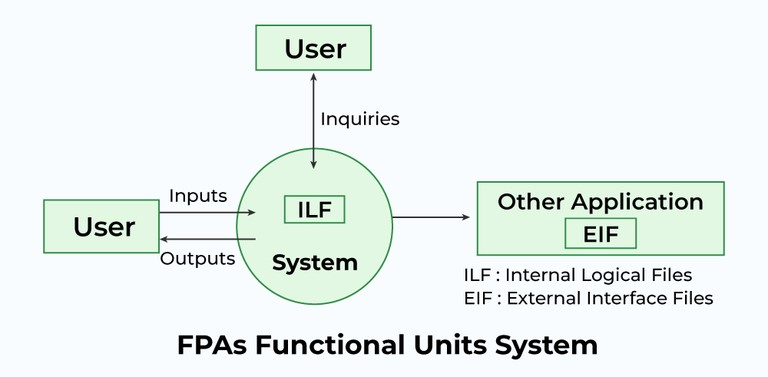 User
Inquiries
Inputs
User
Outputs
ILF
System
Other Application
EIF
ILF : Internal Logical Files
EIF : External Interface Files
FPAs Functional Units System